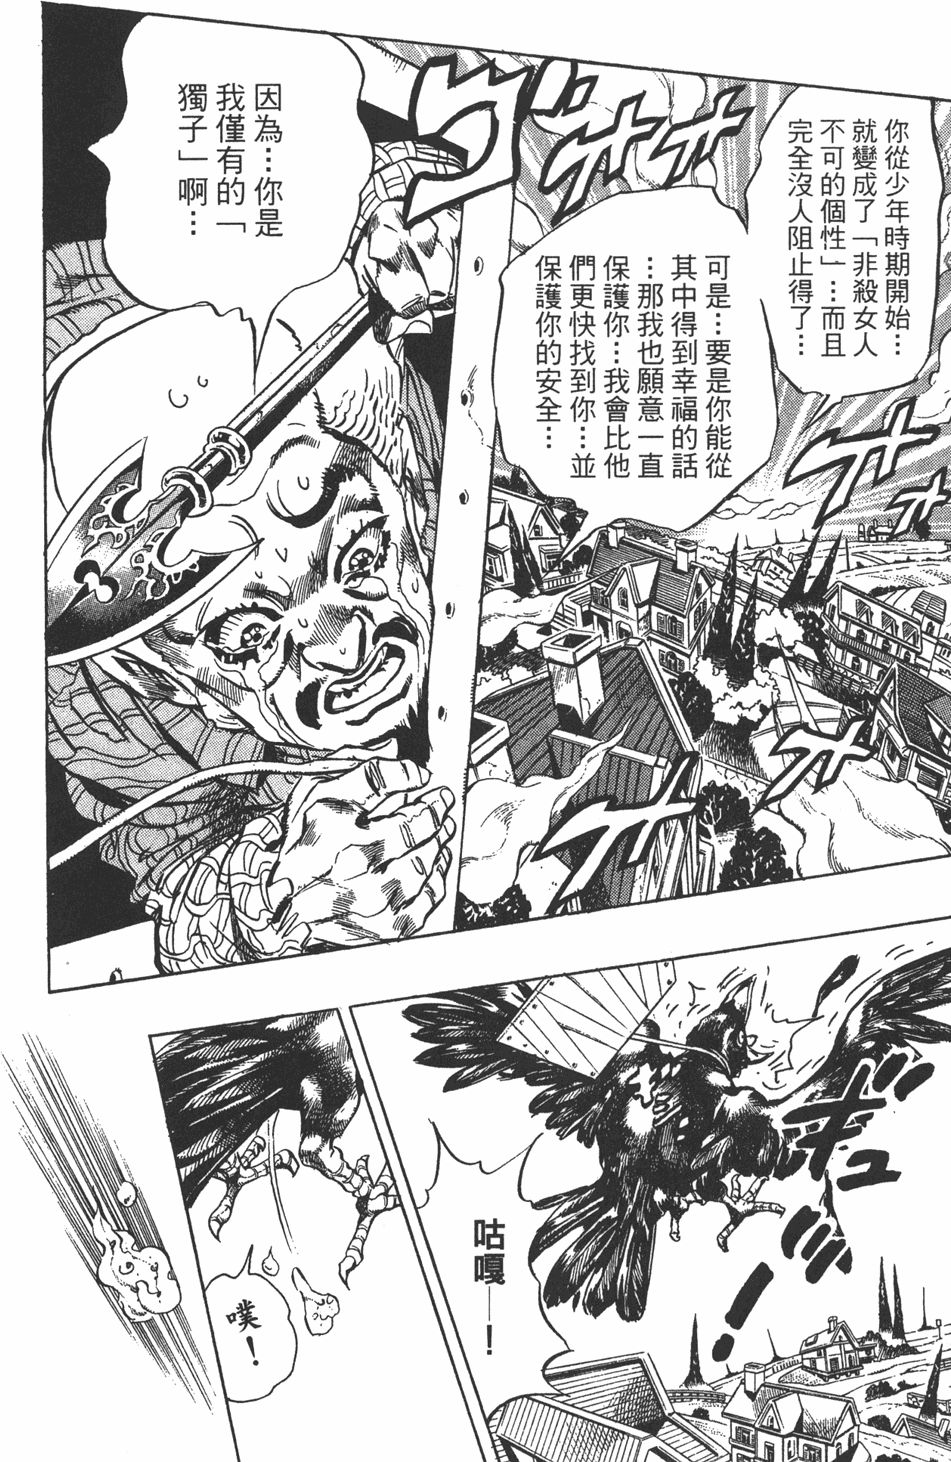 你從少年時期開始…
就變成了「非殺女人
不可的個性」…而且
完全沒人阻止得了…
可是…要是你能從
其中得到幸福的話
…那我也願意一直
保護你…我會比他
們更快找到你…並
保護你的安全…
因為…你是
我僅有的「
獨子」啊…
ゴオオ
オオ
オオ
ギュ!
咕嘎──!
噗!